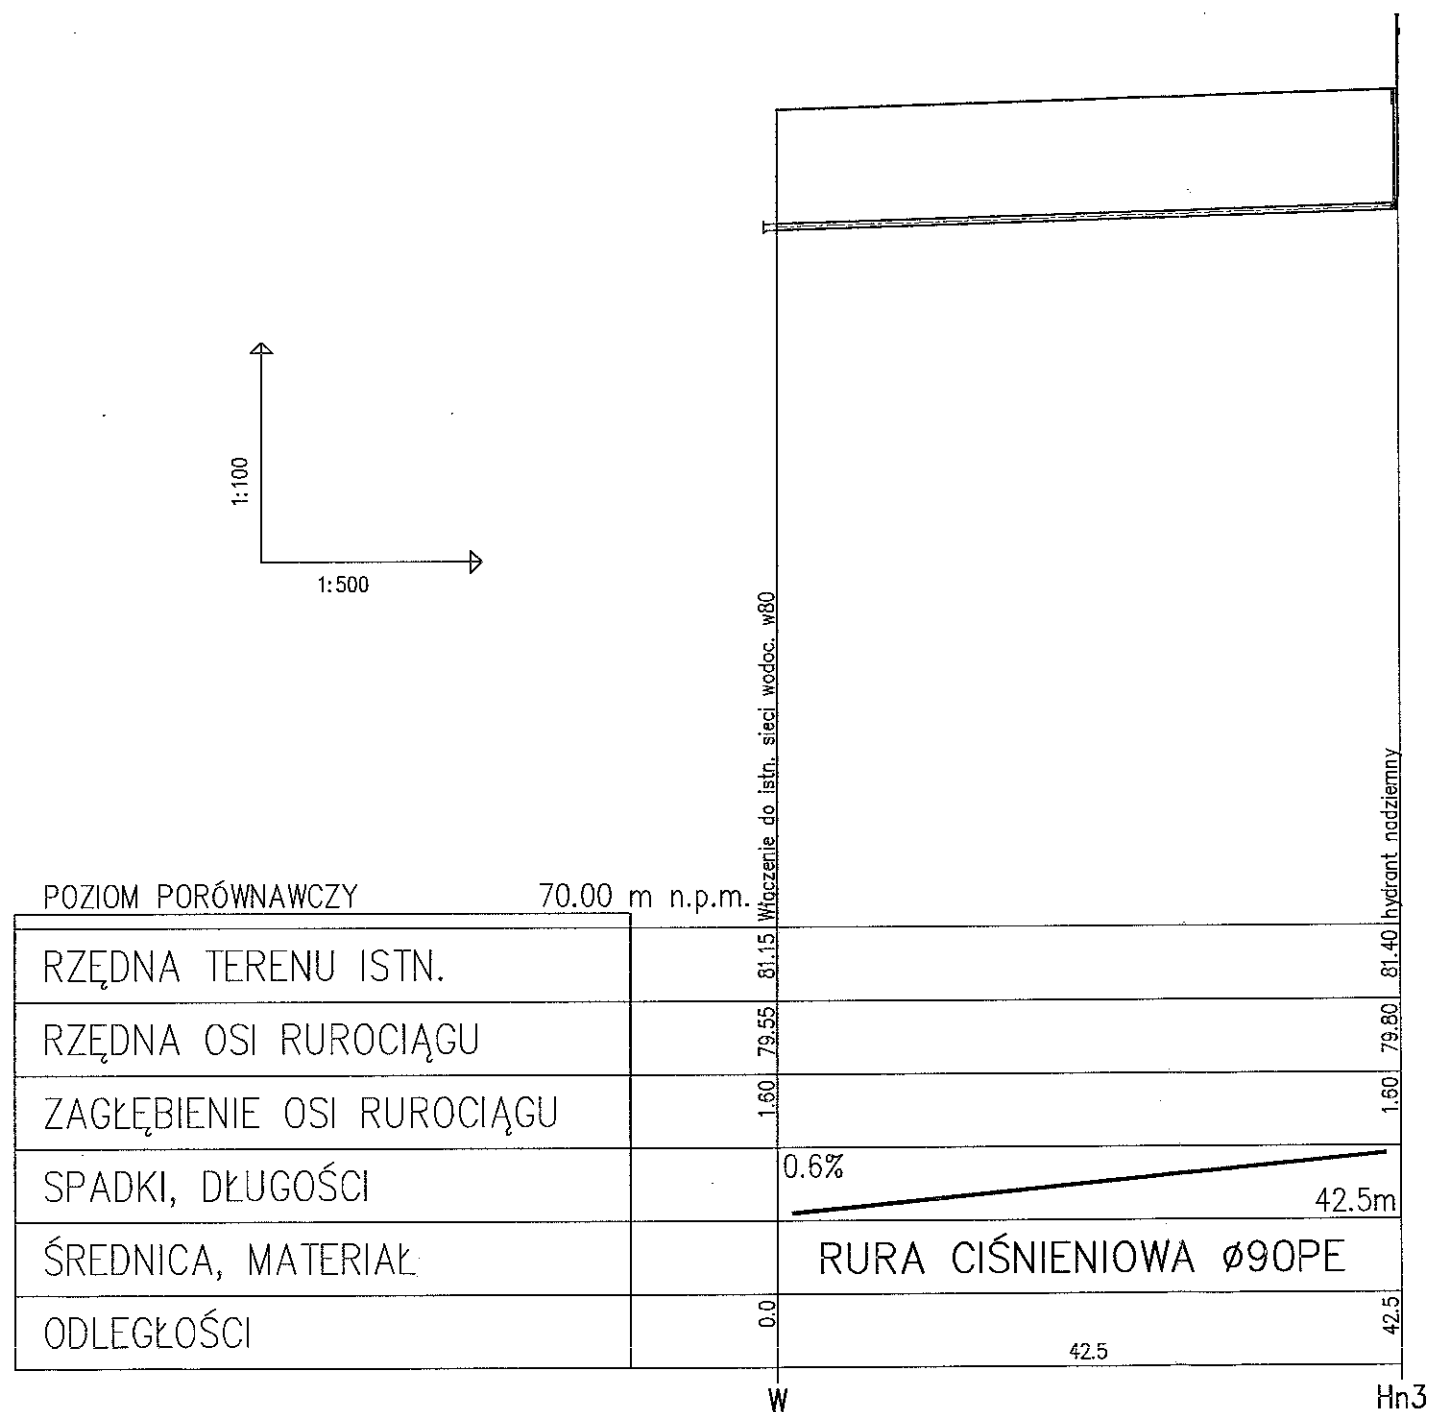 1:100
1:500
Włączenie do istn. sieci wodoc. w80
hydrant nadziemny
POZIOM PORÓWNAWCZY 70.00 m n.p.m.
RZĘDNA TERENU ISTN. 81.15 81.40
RZĘDNA OSI RUROCIĄGU 79.55 79.80
ZAGŁĘBIENIE OSI RUROCIĄGU 1.60 1.60
SPADKI, DŁUGOŚCI 0.6% 42.5m
ŚREDNICA, MATERIAŁ RURA CIŚNIENIOWA ø90PE
ODLEGŁOŚCI 0.0 42.5 42.5
W Hn3